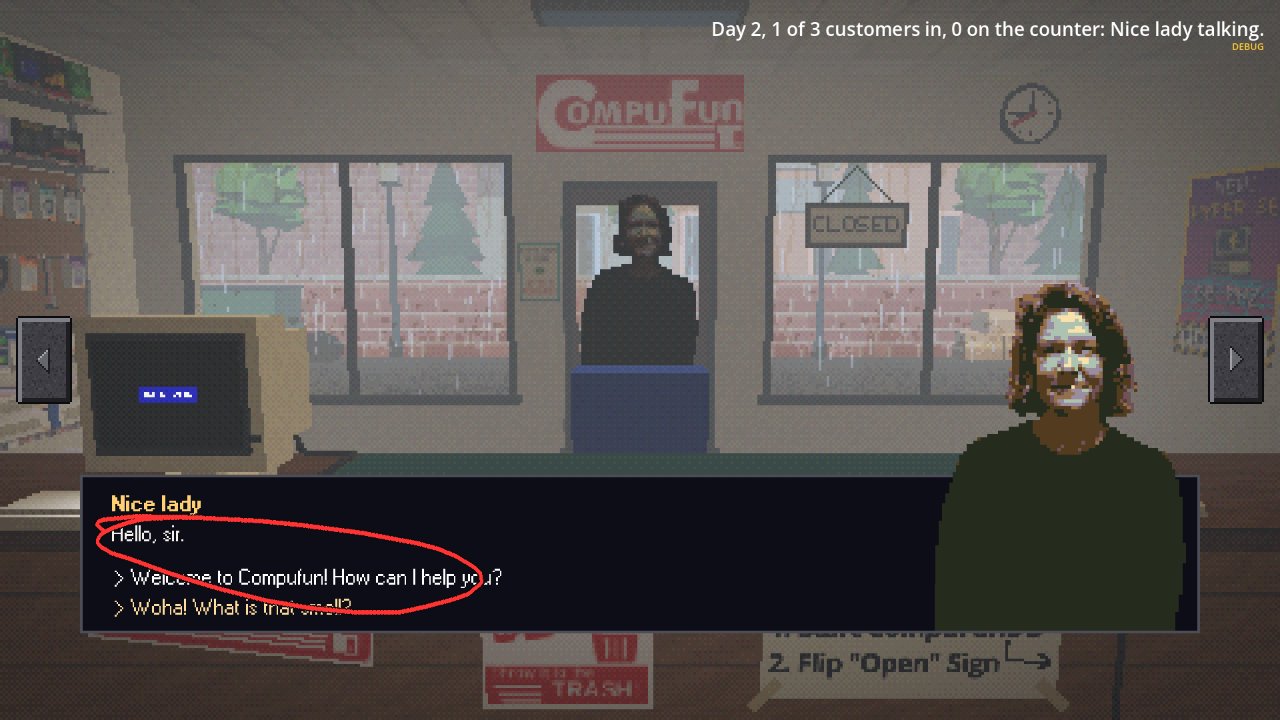 Day 2, 1 of 3 customers in, 0 on the counter: Nice lady talking.
DEBUG
COMPUFUN
CLOSED
NEW!
Nice lady
Hello, sir.
> Welcome to Compufun! How can I help you?
> Woha! What is that smell?
2. Flip "Open" Sign
TRASH